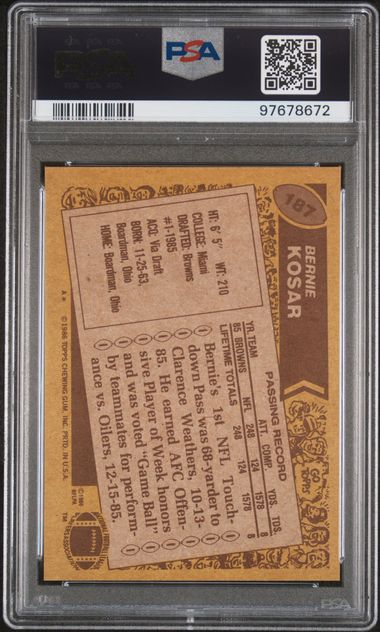 PSA
97678672
187
BERNIE
KOSAR
HT: 6' 5" WT: 210
COLLEGE: Miami
DRAFTED: Browns
#1-1985
ACQ: Via Draft
BORN: 11-25-63,
Boardman, Ohio
HOME: Boardman, Ohio
PASSING RECORD
YR. TEAM NFL ATT. COMP. YDS. TDS.
85 BROWNS 248 124 1578 8
LIFETIME TOTALS 248 124 1578 8
Bernie's 1st NFL Touch-
down Pass was 68-yarder to
Clarence Weathers, 10-13-
85. He earned AFC Offen-
sive Player of Week honors
and was voted "Game Ball"
by teammates for perform-
ance vs. Oilers, 12-15-85.
GO
TOPPS
A * © 1986 TOPPS CHEWING GUM, INC. PRTD. IN U.S.A.
© 1986
TM